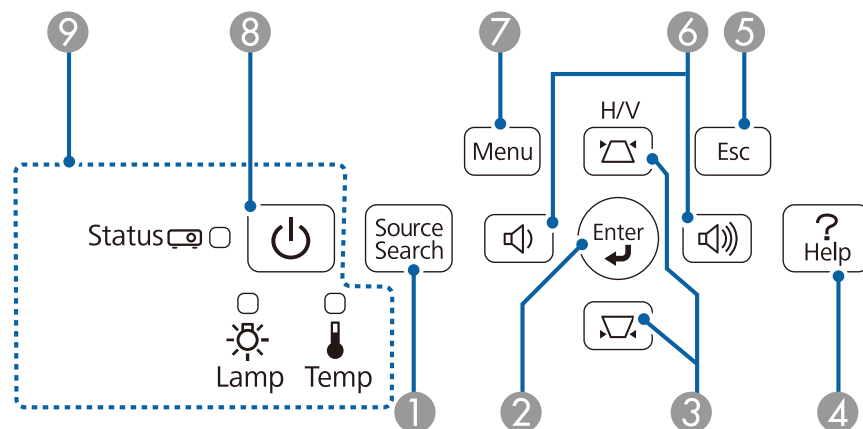 9
8
7
6
5
H/V
Menu
Esc
Status
Source
Search
Enter
?
Help
Lamp
Temp
1
2
3
4